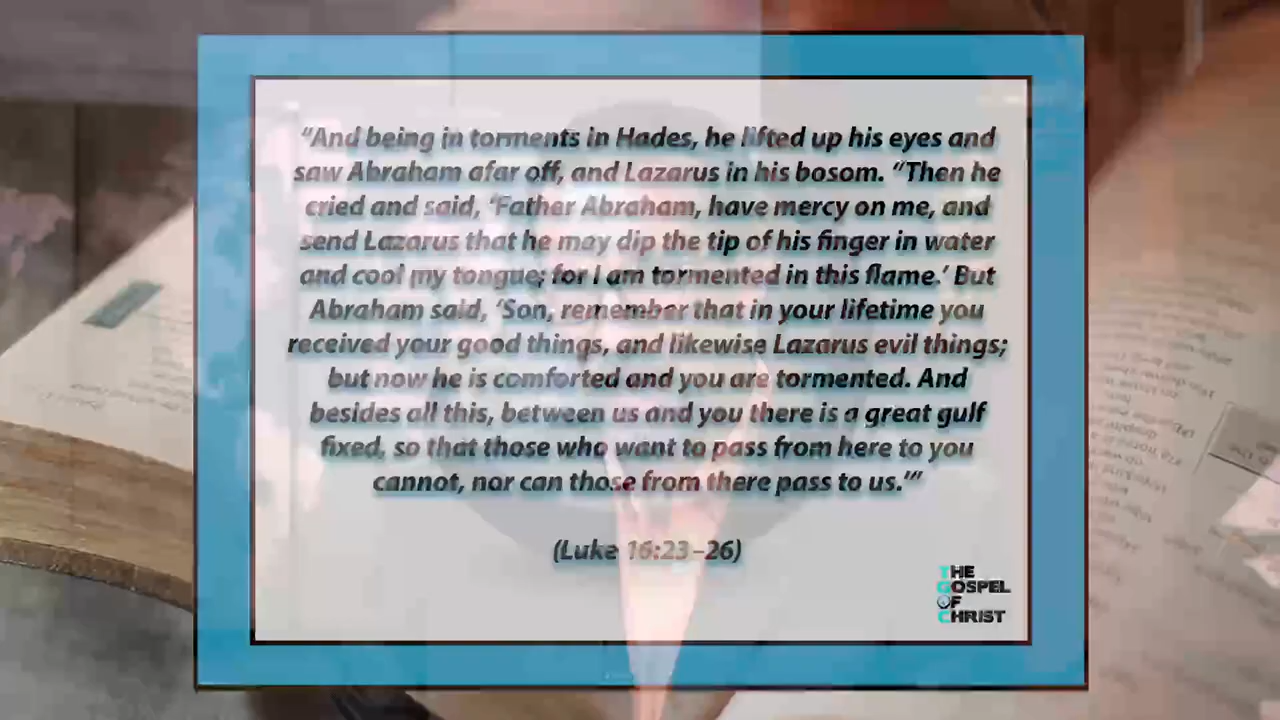 “And being in torments in Hades, he lifted up his eyes and
saw Abraham afar off, and Lazarus in his bosom. “Then he
cried and said, ‘Father Abraham, have mercy on me, and
send Lazarus that he may dip the tip of his finger in water
and cool my tongue; for I am tormented in this flame.’ But
Abraham said, ‘Son, remember that in your lifetime you
received your good things, and likewise Lazarus evil things;
but now he is comforted and you are tormented. And
besides all this, between us and you there is a great gulf
fixed, so that those who want to pass from here to you
cannot, nor can those from there pass to us.’”
(Luke 16:23–26)
THE
GOSPEL
OF
CHRIST